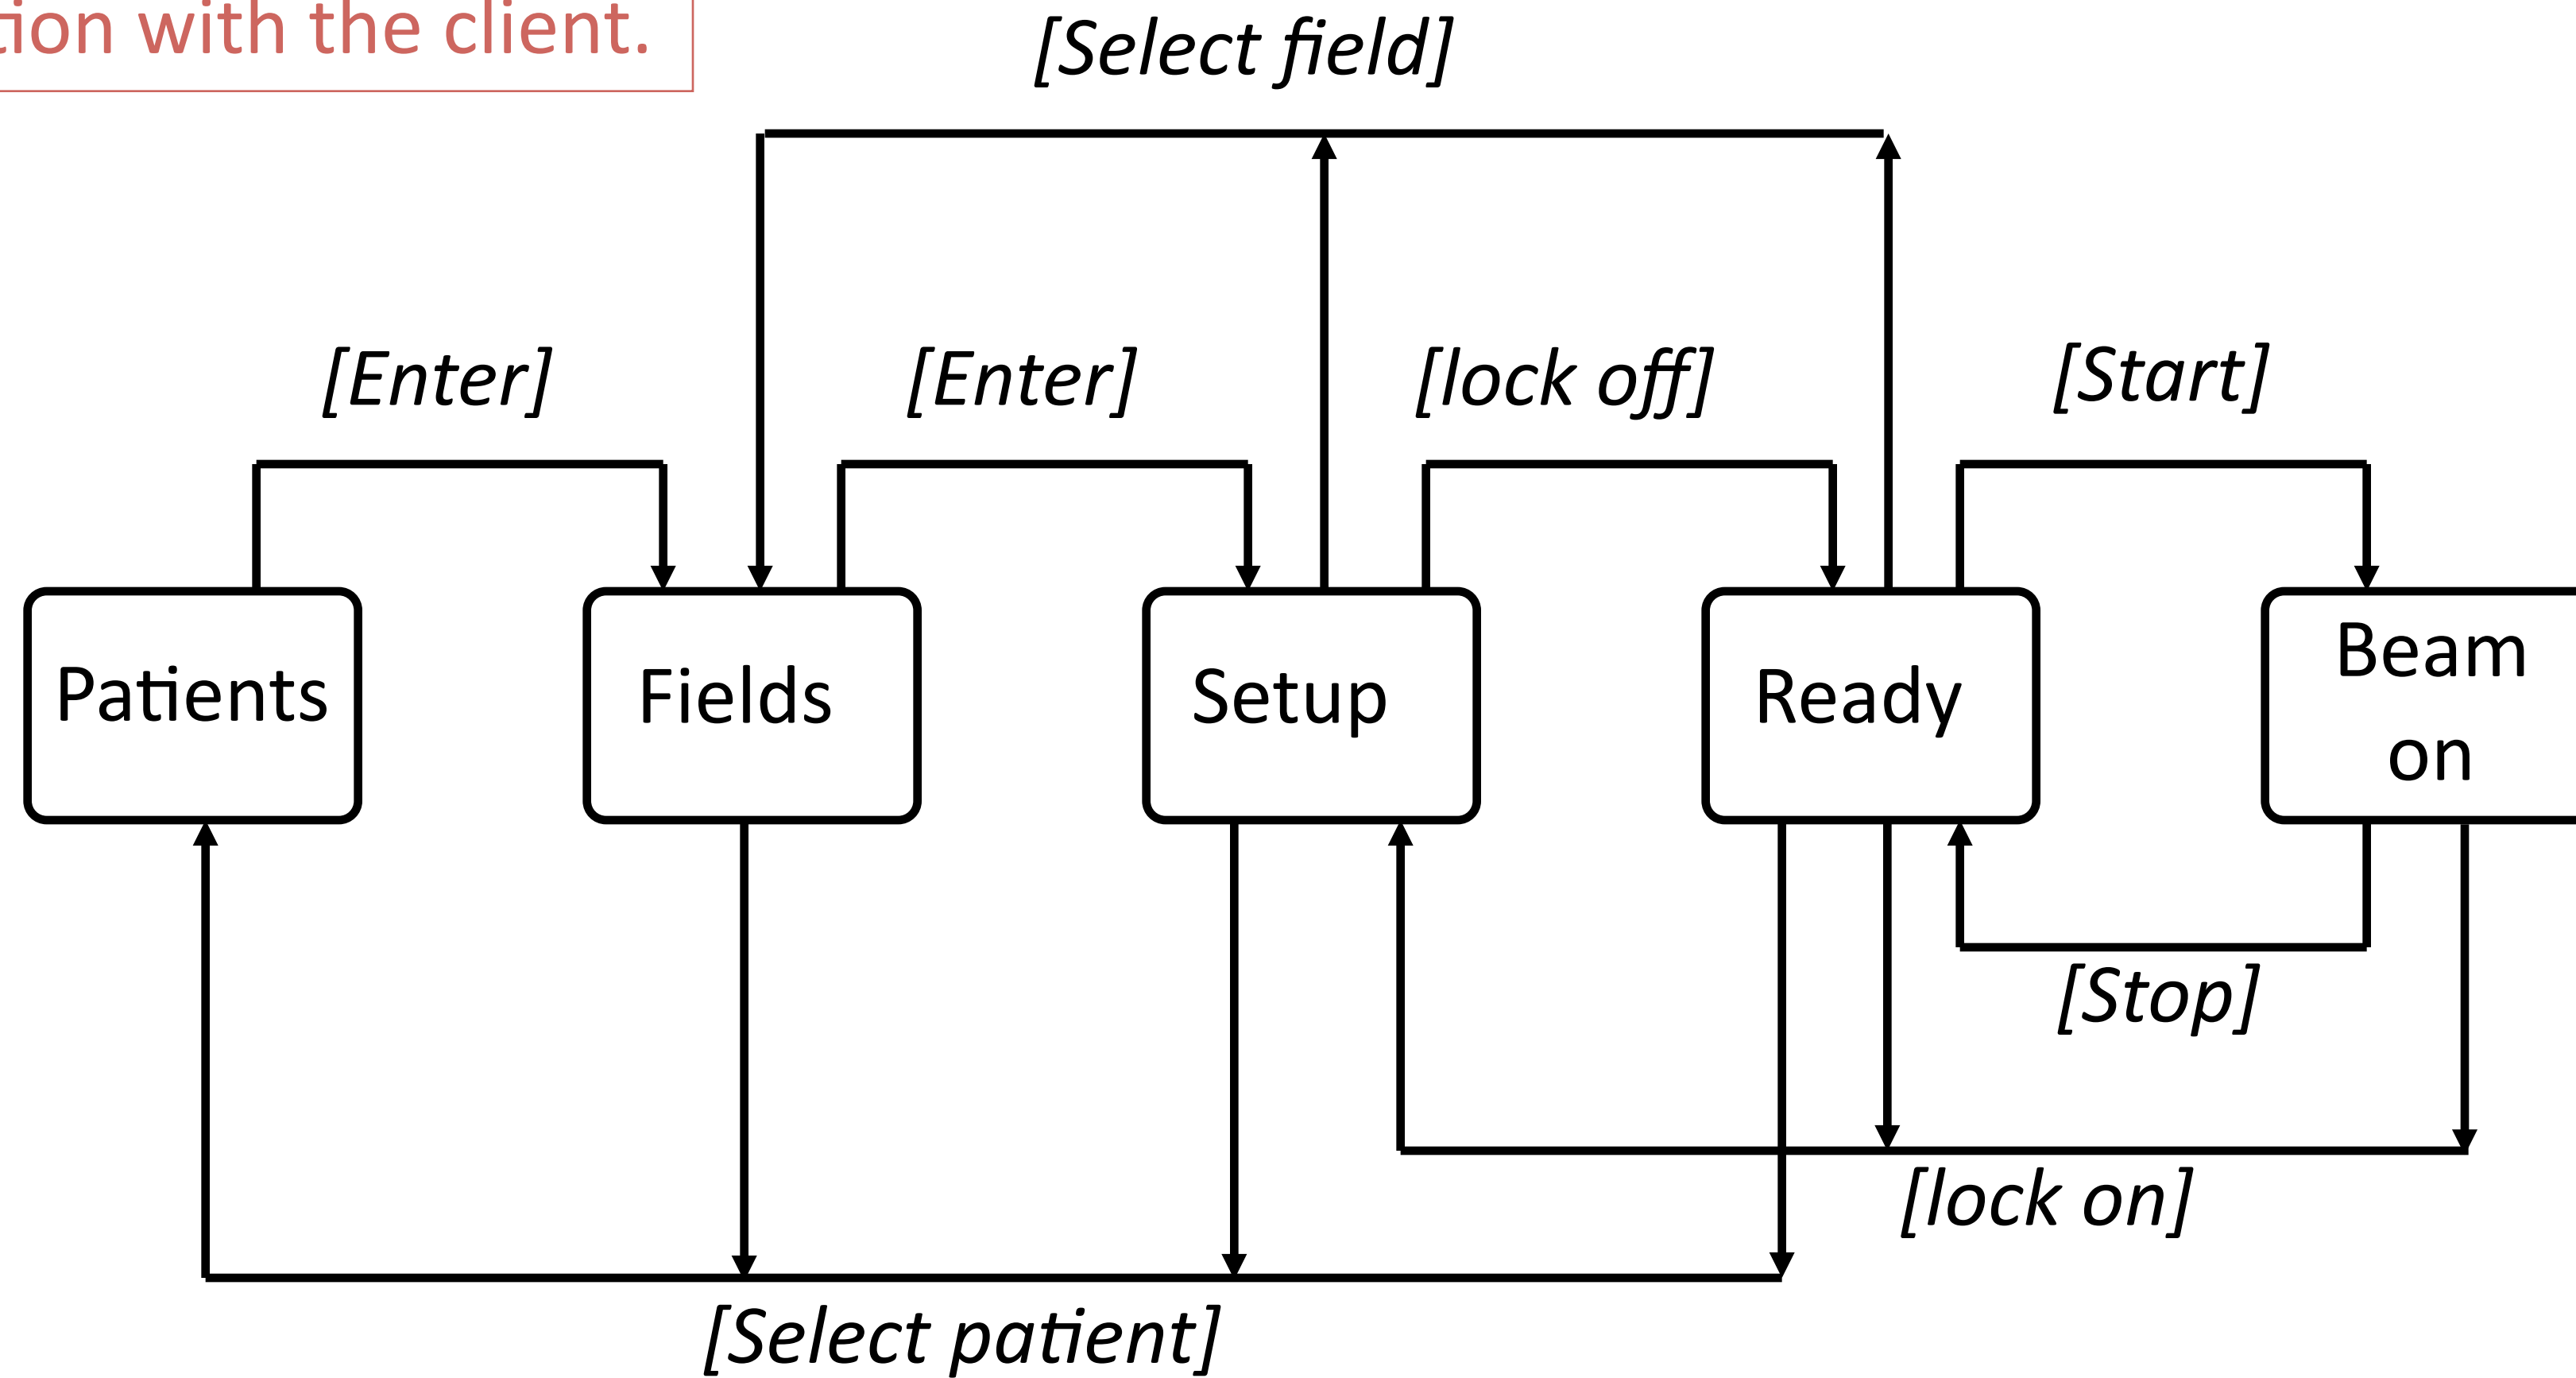 with the client.
[Select field]
[Enter]
[Enter]
[lock off]
[Start]
Patients
Fields
Setup
Ready
Beam
on
[Stop]
[lock on]
[Select patient]